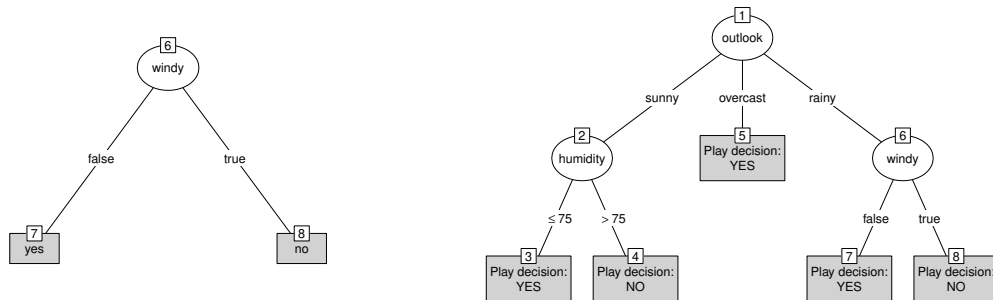 6
windy
false
true
7
yes
8
no
1
outlook
sunny
overcast
rainy
2
humidity
5
Play decision:
YES
6
windy
≤ 75
> 75
false
true
3
Play decision:
YES
4
Play decision:
NO
7
Play decision:
YES
8
Play decision:
NO